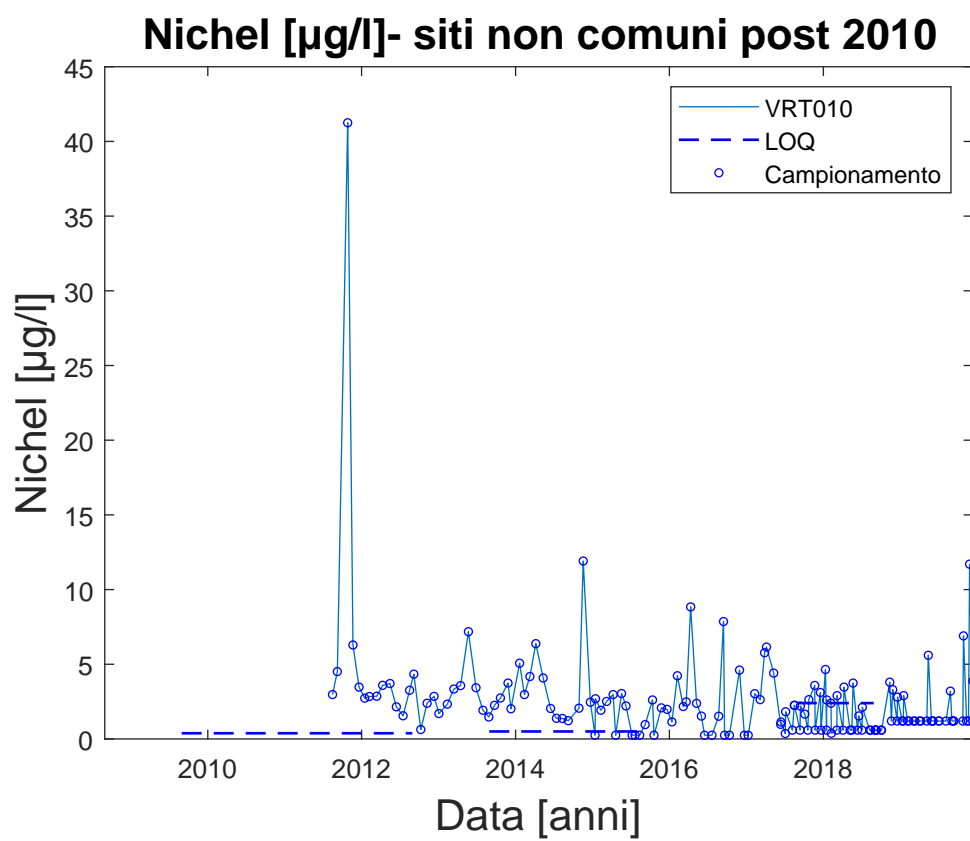 Nichel [µg/l]- siti non comuni post 2010
45
40
35
30
25
20
15
10
5
0
Nichel [µg/l]
VRT010
LOQ
Campionamento
2010 2012 2014 2016 2018
Data [anni]